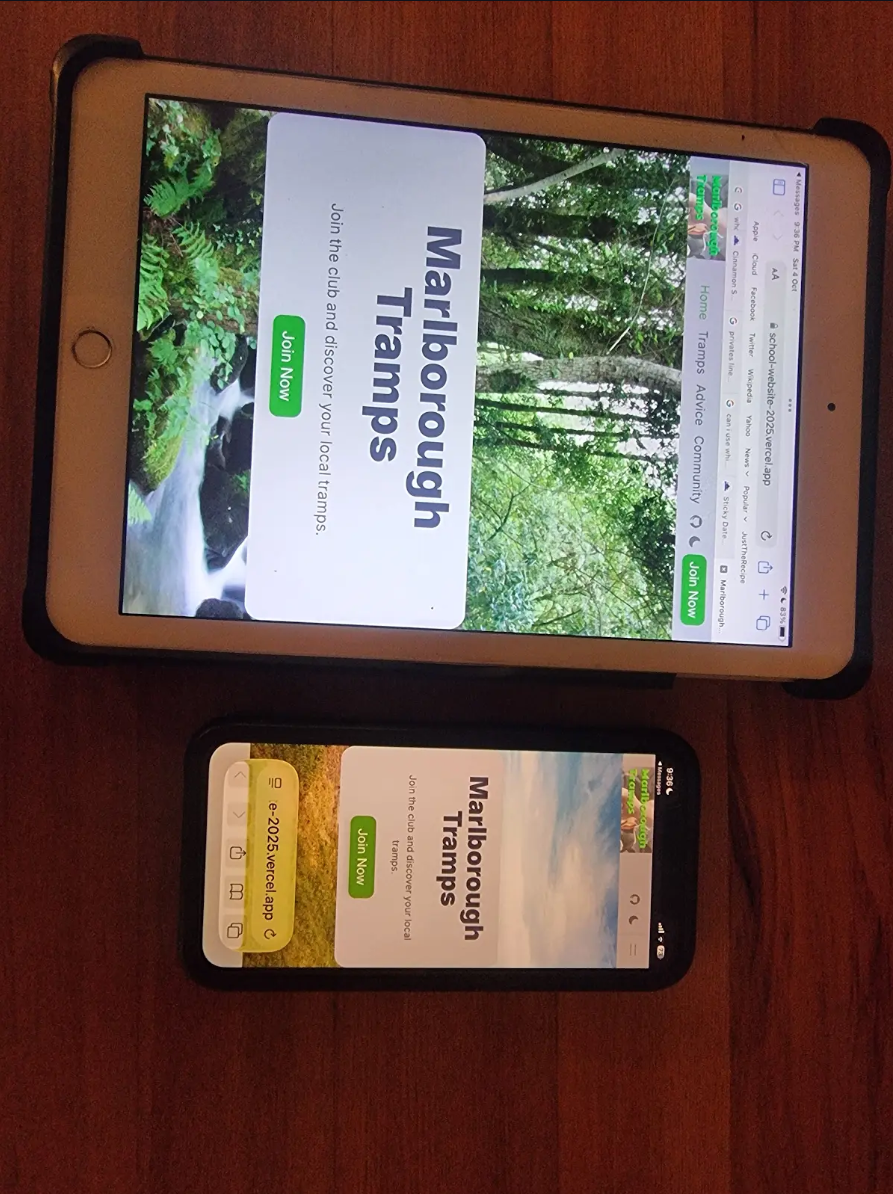 Messages 9:36 PM Sat 4 Oct
83%
AA
school-website-2025.vercel.app
Apple iCloud Facebook Twitter Wikipedia Yahoo News Popular JustTheRecipe
G G whi
Cinnamon S...
G privates line...
G can i use whi...
Sticky Date...
Marlborough...
Marlborough
Tramps
Home Tramps Advice Community
Join Now
Marlborough
Tramps
Join the club and discover your local tramps.
Join Now
9:36
Messages
Marlborough
Tramps
Marlborough
Tramps
Join the club and discover your local
tramps.
Join Now
e-2025.vercel.app